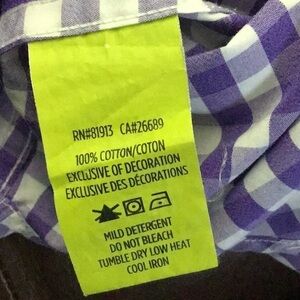 RN#81913 CA#26689
100% COTTON/COTON
EXCLUSIVE OF DECORATION
EXCLUSIVE DES DÉCORATIONS
MILD DETERGENT
DO NOT BLEACH
TUMBLE DRY LOW HEAT
COOL IRON